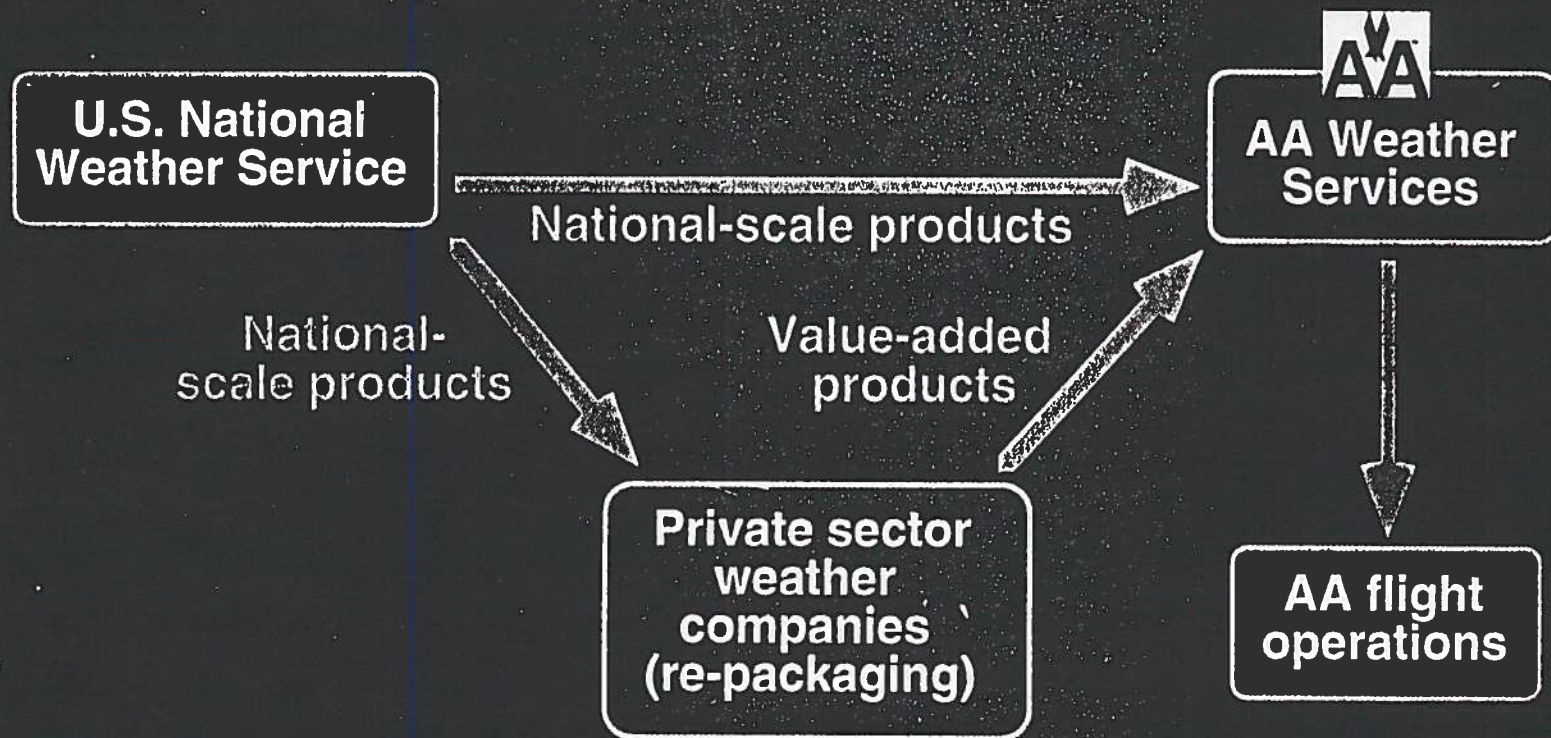 U.S. National
Weather Service
AA
AA Weather
Services
National-scale products
National-
scale products
Value-added
products
Private sector
weather
companies
(re-packaging)
AA flight
operations